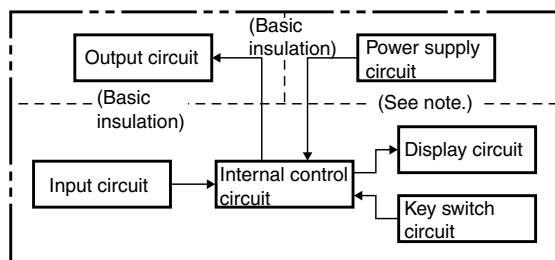 (Basic
insulation)
Output circuit
Power supply
circuit
(Basic
insulation)
(See note.)
Input circuit
Internal control
circuit
Display circuit
Key switch
circuit